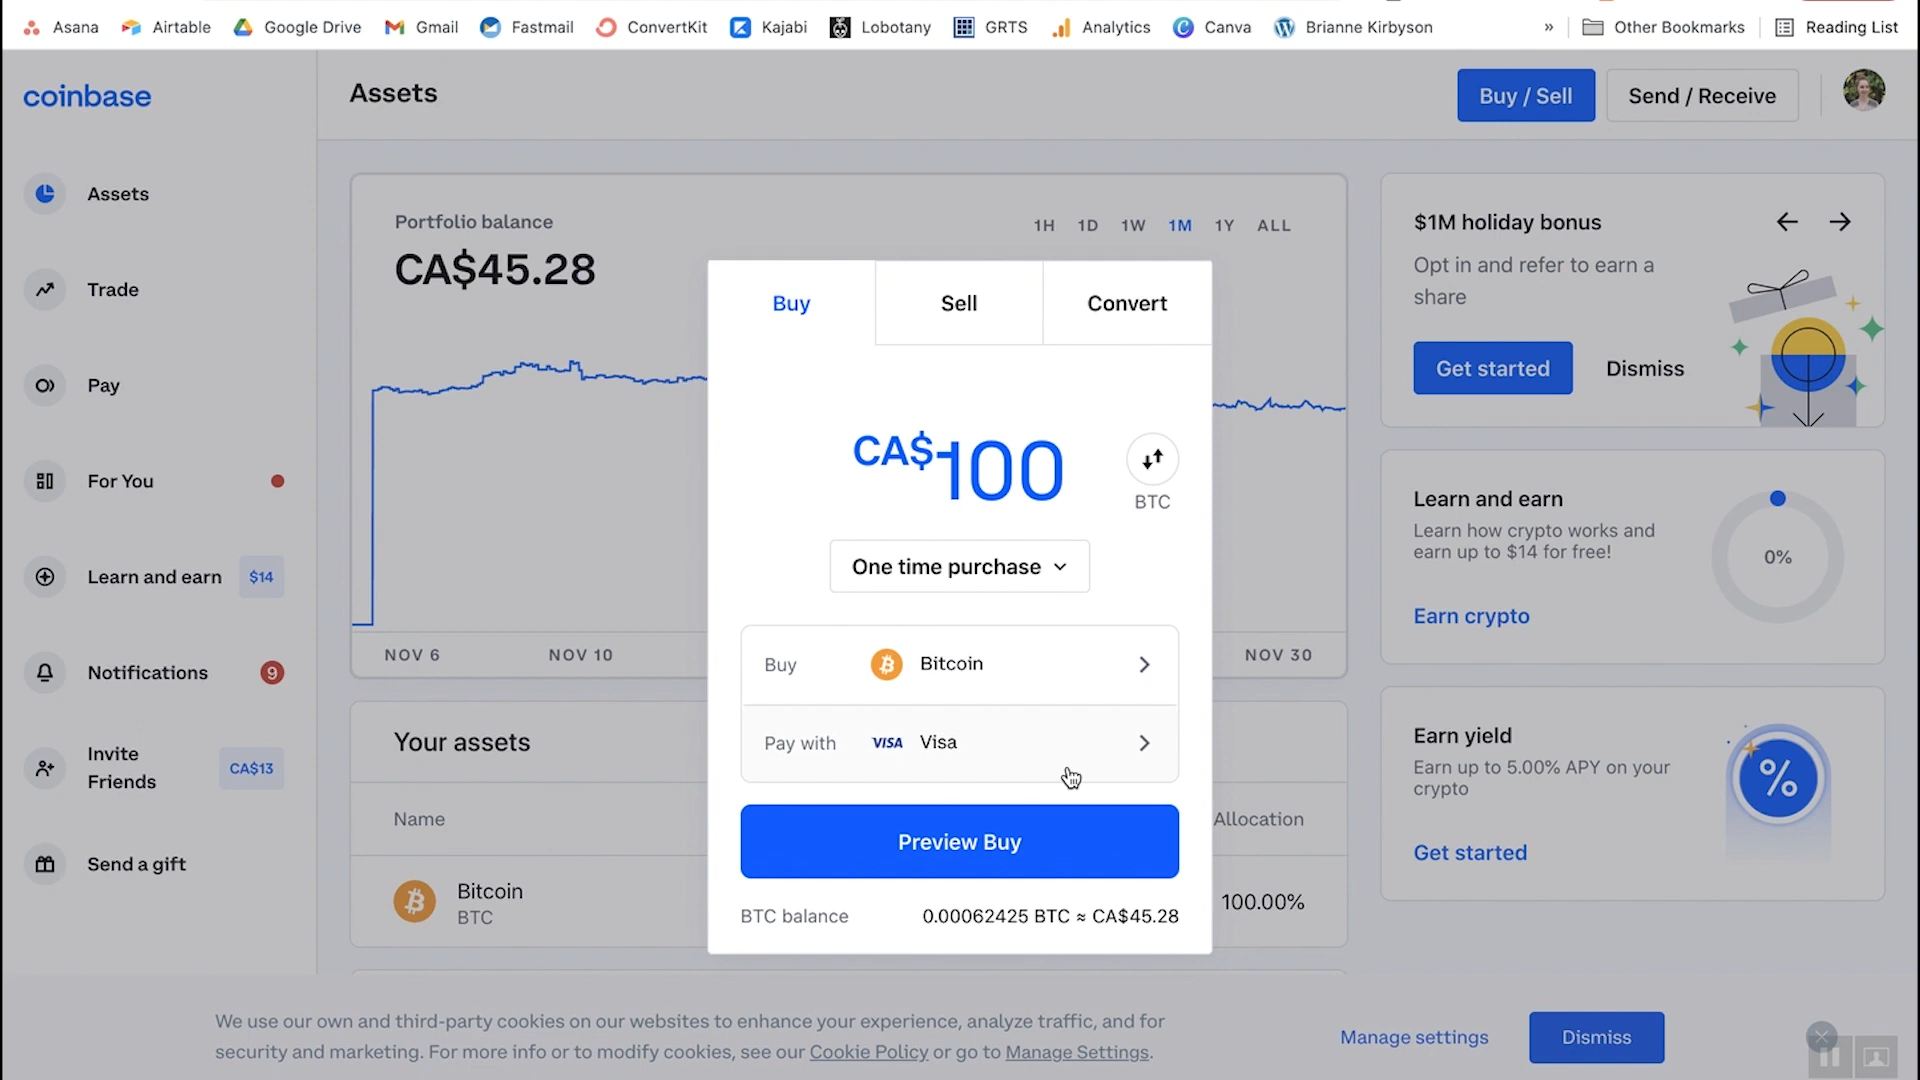 Asana Airtable Google Drive Gmail Fastmail ConvertKit Kajabi Lobotany GRTS Analytics Canva Brianne Kirbyson » Other Bookmarks Reading List
coinbase
Assets
Buy / Sell
Send / Receive
Assets
Trade
Pay
For You
Learn and earn $14
Notifications 9
Invite
Friends
CA$13
Send a gift
Portfolio balance
CA$45.28
1H 1D 1W 1M 1Y ALL
NOV 6 NOV 10 NOV 30
Your assets
Name Allocation
Bitcoin
BTC
100.00%
Buy Sell Convert
CA$100
BTC
One time purchase
Buy Bitcoin
Pay with VISA Visa
Preview Buy
BTC balance 0.00062425 BTC ≈ CA$45.28
$1M holiday bonus
Opt in and refer to earn a
share
Get started Dismiss
Learn and earn
Learn how crypto works and
earn up to $14 for free!
0%
Earn crypto
Earn yield
Earn up to 5.00% APY on your
crypto
%
Get started
We use our own and third-party cookies on our websites to enhance your experience, analyze traffic, and for
security and marketing. For more info or to modify cookies, see our Cookie Policy or go to Manage Settings.
Manage settings
Dismiss